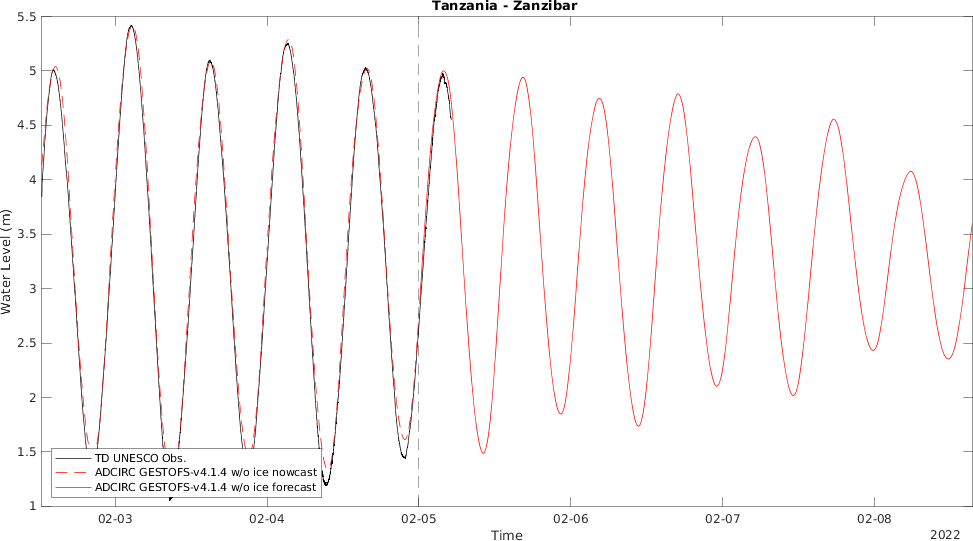 Tanzania - Zanzibar
5.5
5
4.5
4
3.5
3
2.5
2
1.5
1
Water Level (m)
TD UNESCO Obs.
ADCIRC GESTOFS-v4.1.4 w/o ice nowcast
ADCIRC GESTOFS-v4.1.4 w/o ice forecast
02-03 02-04 02-05 02-06 02-07 02-08
Time
2022